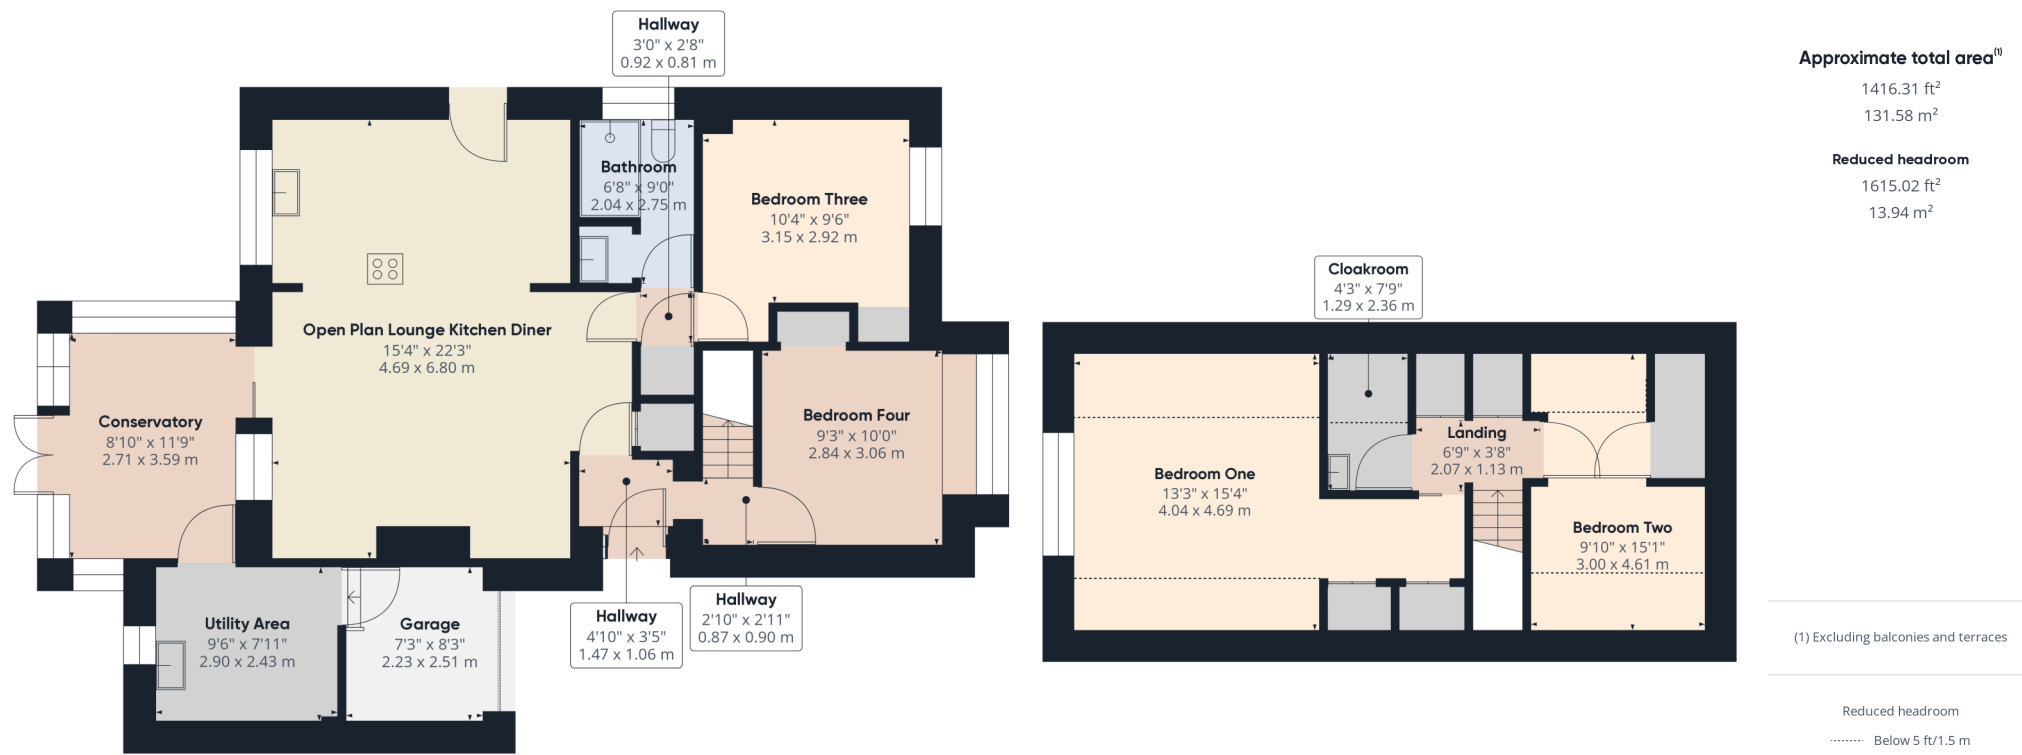 Hallway
3'0" x 2'8"
0.92 x 0.81 m
Bathroom
6'8" x 9'0"
2.04 x 2.75 m
Bedroom Three
10'4" x 9'6"
3.15 x 2.92 m
Open Plan Lounge Kitchen Diner
15'4" x 22'3"
4.69 x 6.80 m
Conservatory
8'10" x 11'9"
2.71 x 3.59 m
Bedroom Four
9'3" x 10'0"
2.84 x 3.06 m
Utility Area
9'6" x 7'11"
2.90 x 2.43 m
Garage
7'3" x 8'3"
2.23 x 2.51 m
Hallway
4'10" x 3'5"
1.47 x 1.06 m
Hallway
2'10" x 2'11"
0.87 x 0.90 m
Cloakroom
4'3" x 7'9"
1.29 x 2.36 m
Landing
6'9" x 3'8"
2.07 x 1.13 m
Bedroom One
13'3" x 15'4"
4.04 x 4.69 m
Bedroom Two
9'10" x 15'1"
3.00 x 4.61 m
Approximate total area(1)
1416.31 ft²
131.58 m²
Reduced headroom
1615.02 ft²
13.94 m²
(1) Excluding balconies and terraces
Reduced headroom
Below 5 ft/1.5 m